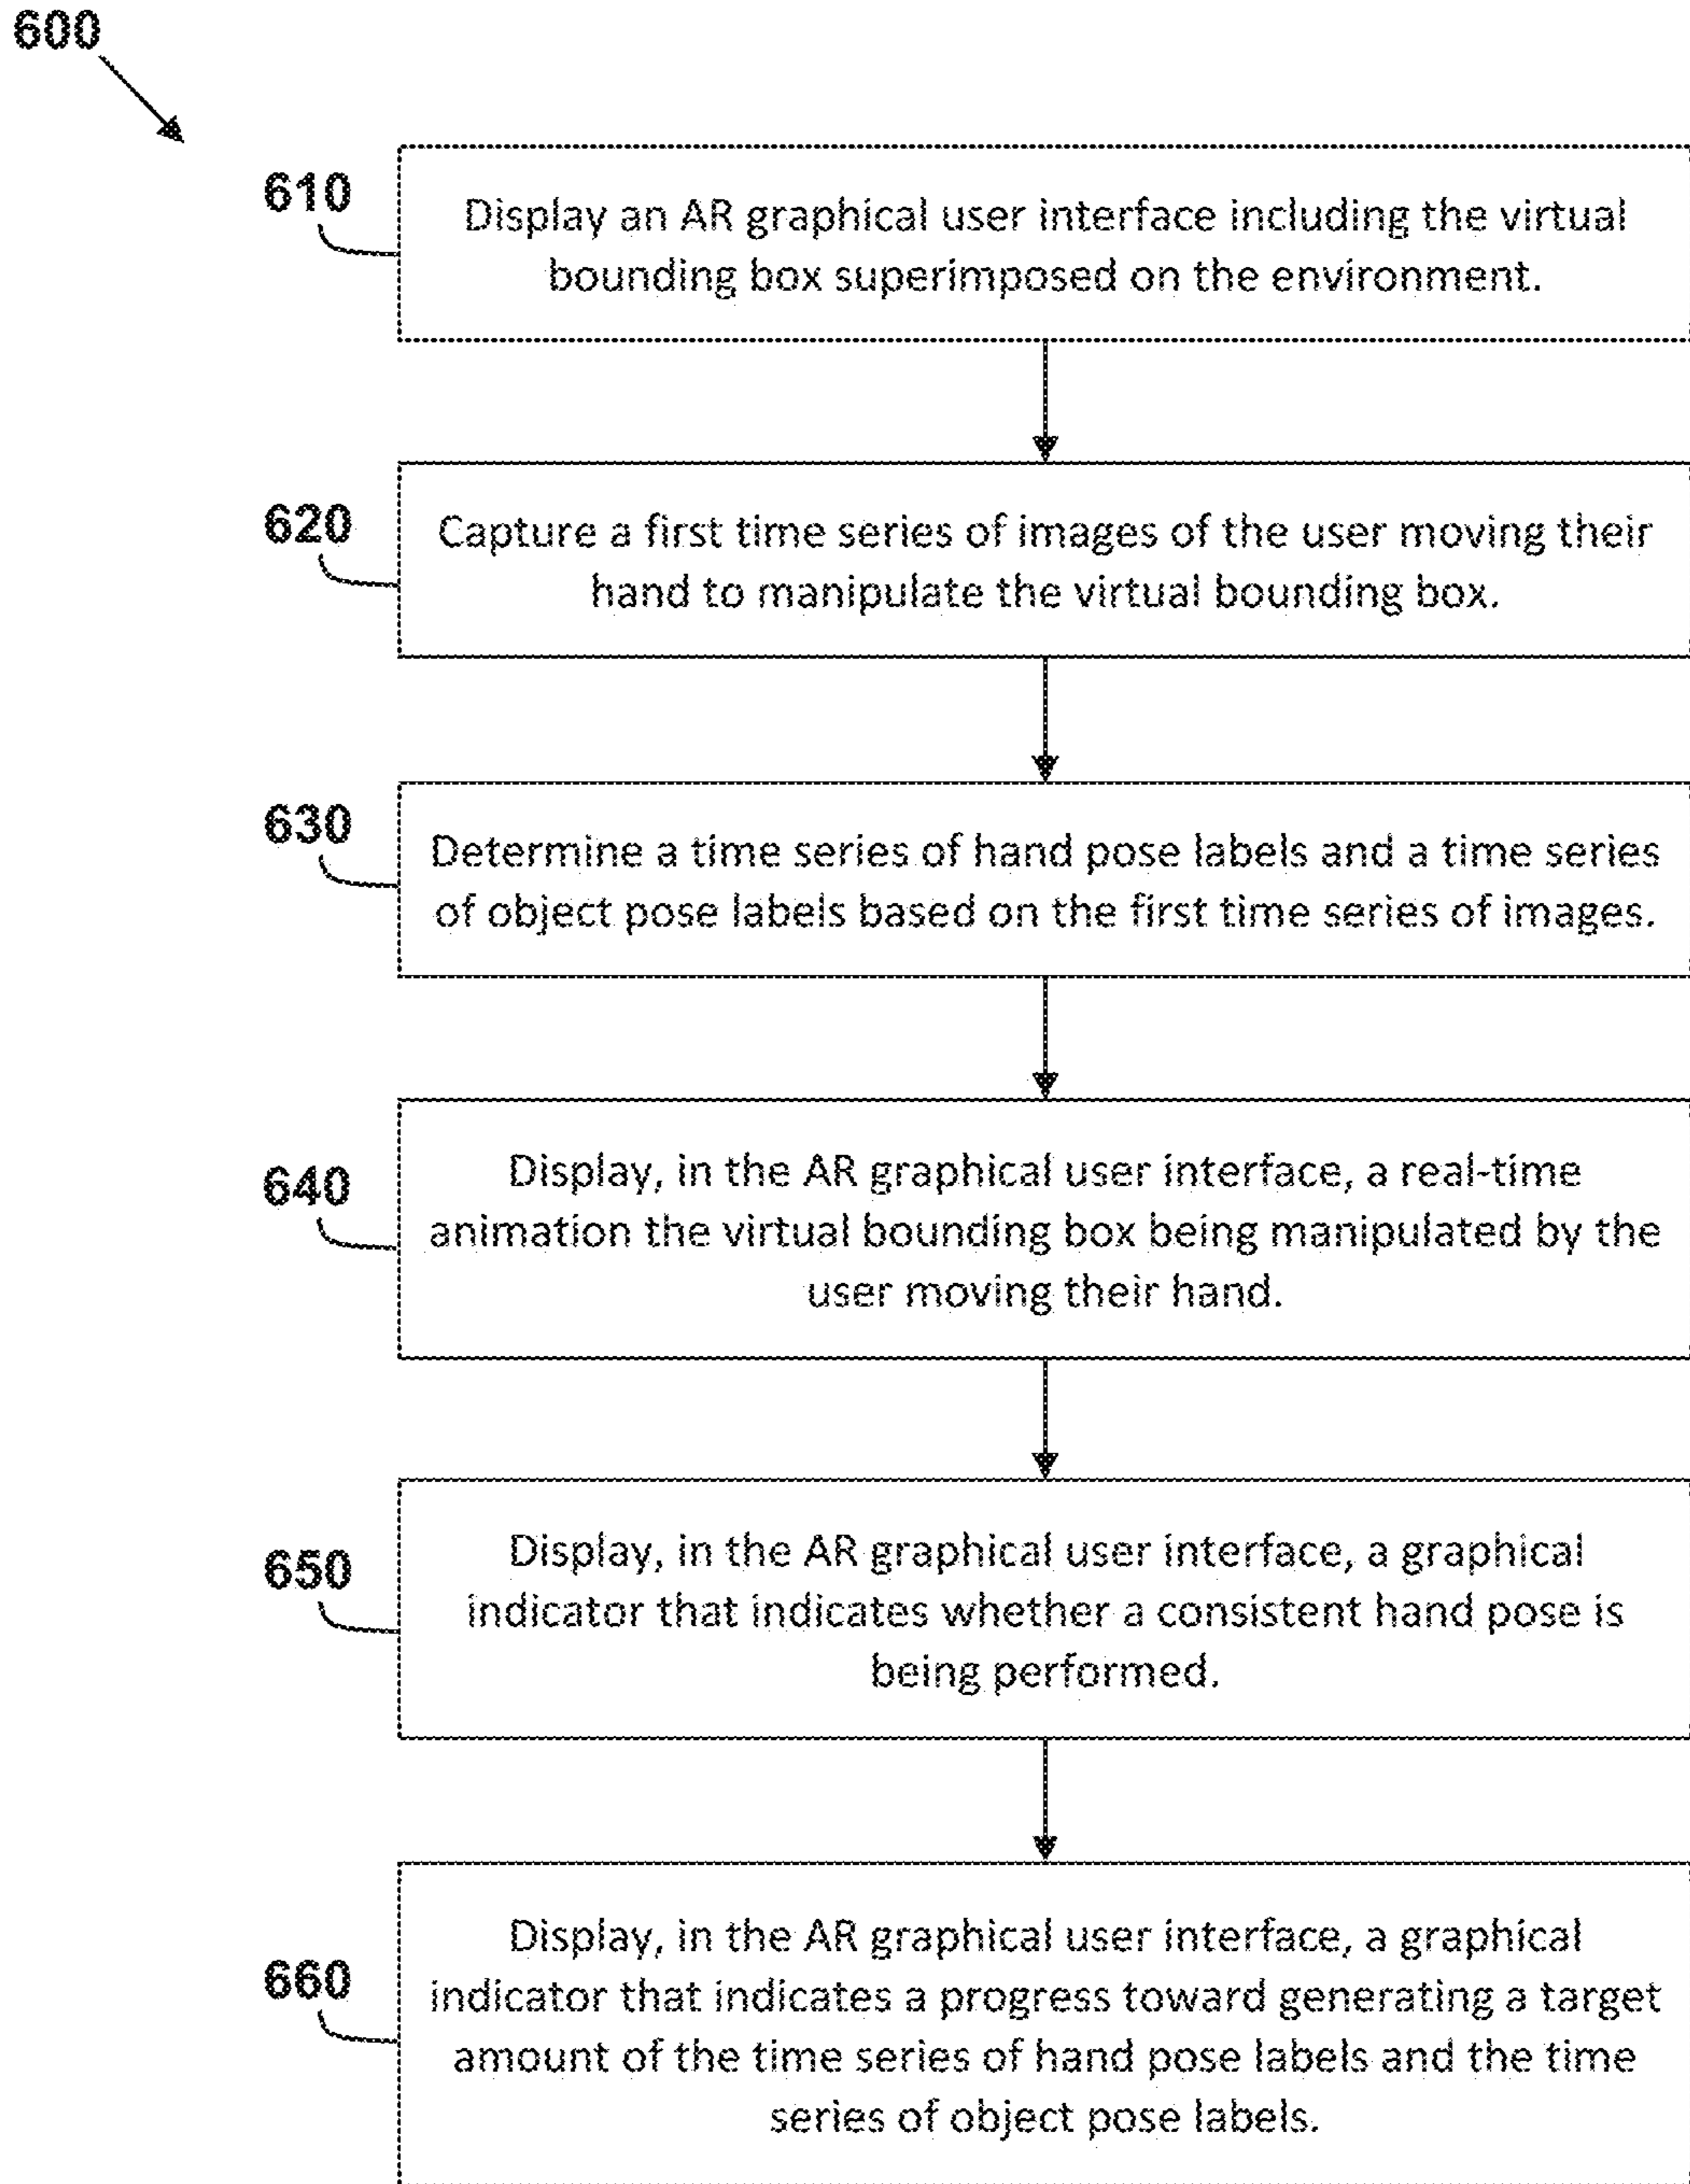 600
610
Display an AR graphical user interface including the virtual
bounding box superimposed on the environment.
620
Capture a first time series of images of the user moving their
hand to manipulate the virtual bounding box.
630
Determine a time series of hand pose labels and a time series
of object pose labels based on the first time series of images.
640
Display, in the AR graphical user interface, a real-time
animation the virtual bounding box being manipulated by the
user moving their hand.
650
Display, in the AR graphical user interface, a graphical
indicator that indicates whether a consistent hand pose is
being performed.
660
Display, in the AR graphical user interface, a graphical
indicator that indicates a progress toward generating a target
amount of the time series of hand pose labels and the time
series of object pose labels.